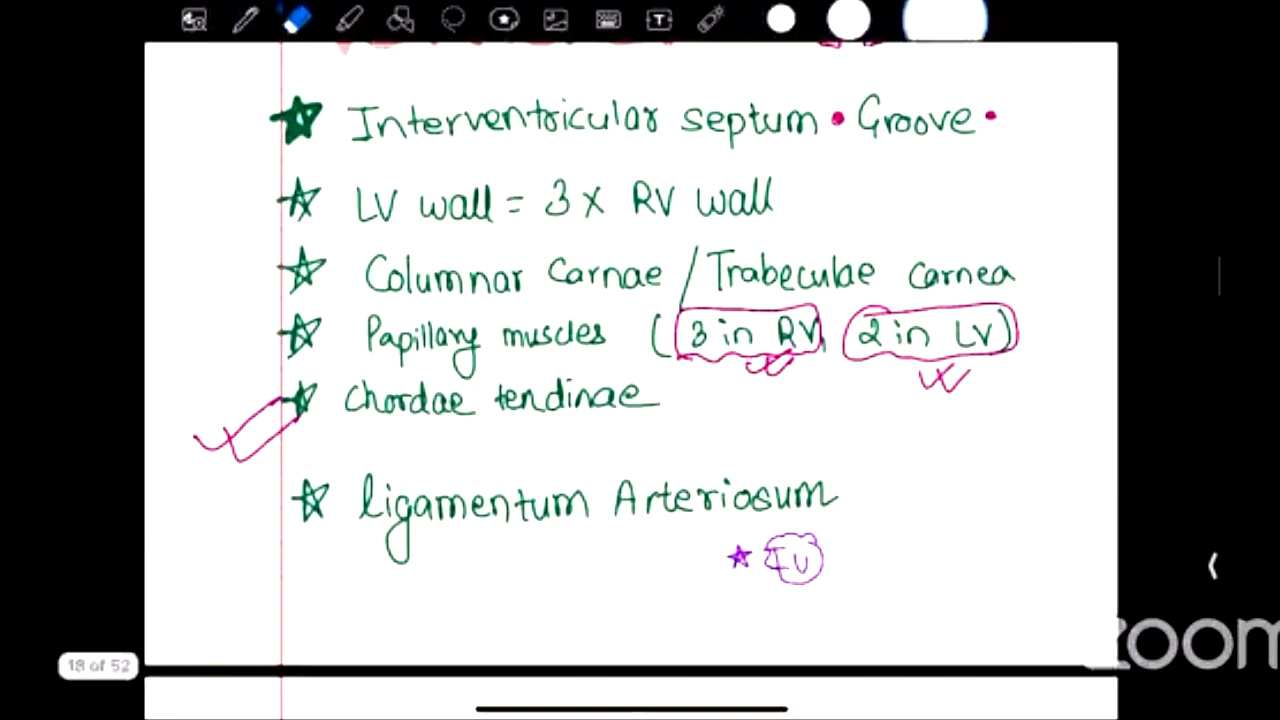 Interventricular septum • Groove •
LV wall = 3 x RV wall
Columnar Carnae / Trabeculae carnea
Papillary muscles (3 in RV, 2 in LV)
Chordae tendinae
Ligamentum Arteriosum
IU
18 of 52
zoom